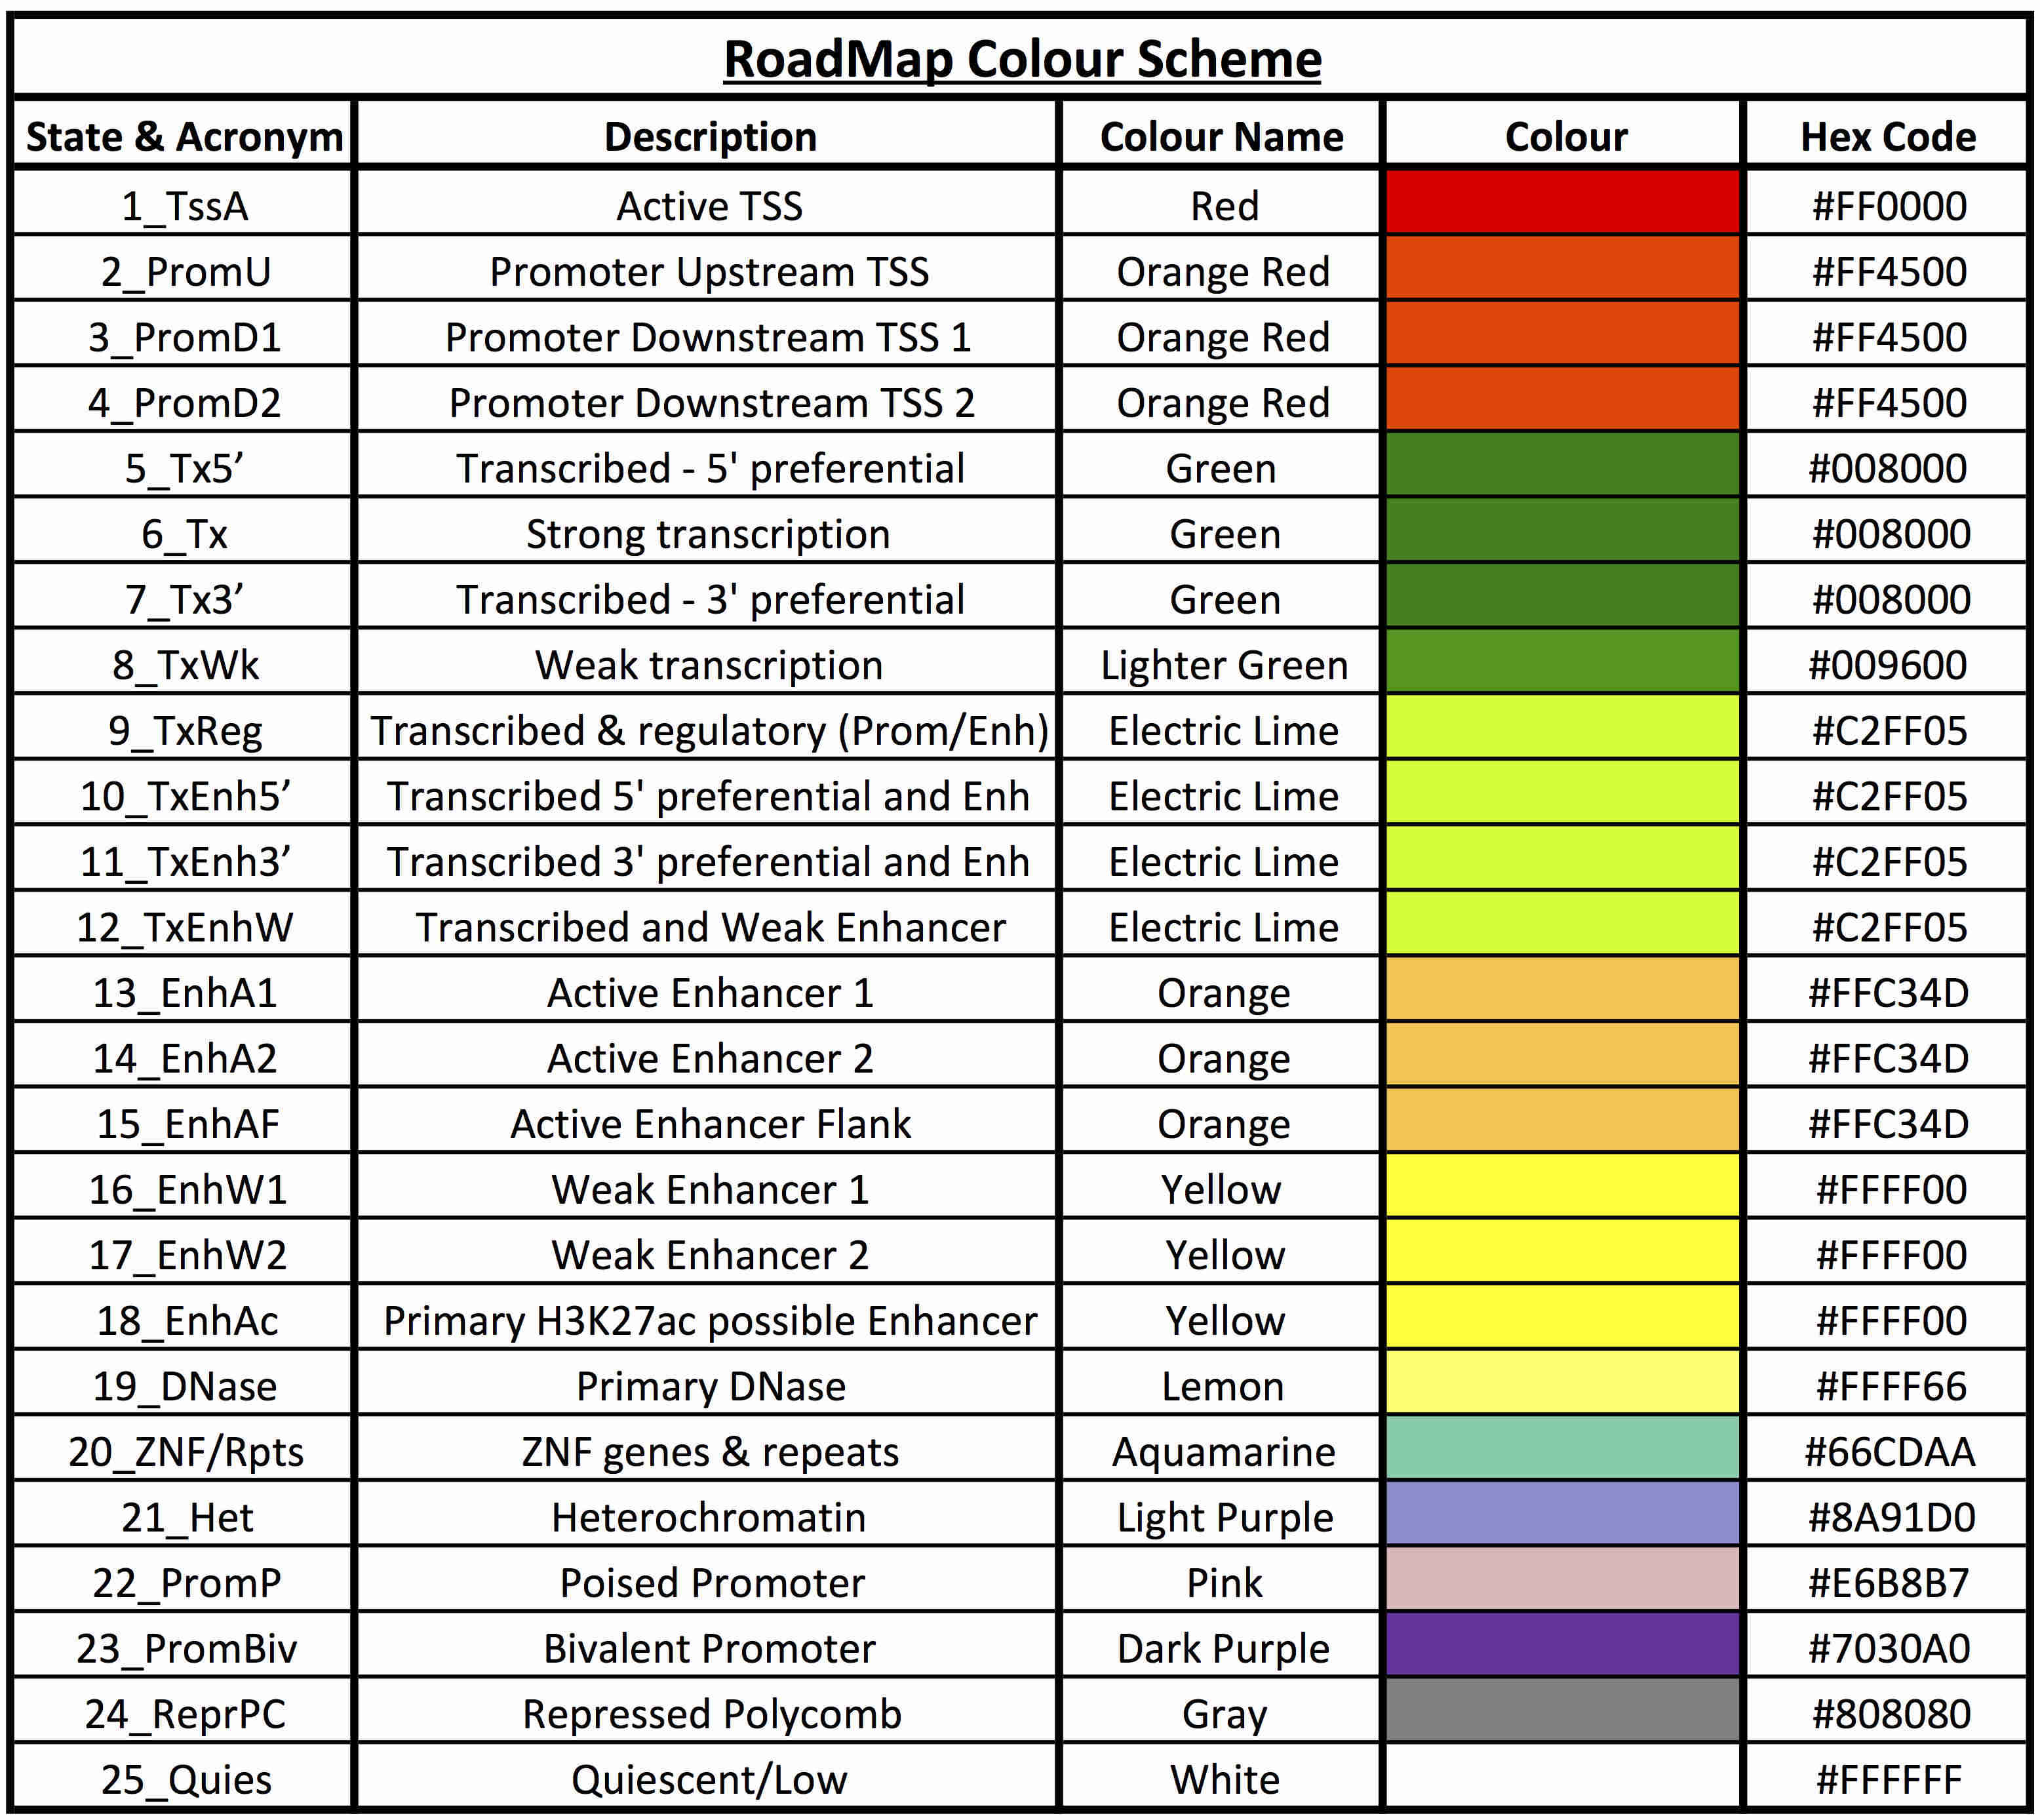 RoadMap Colour Scheme
State & Acronym Description Colour Name Colour Hex Code
1_TssA Active TSS Red #FF0000
2_PromU Promoter Upstream TSS Orange Red #FF4500
3_PromD1 Promoter Downstream TSS 1 Orange Red #FF4500
4_PromD2 Promoter Downstream TSS 2 Orange Red #FF4500
5_Tx5’ Transcribed - 5' preferential Green #008000
6_Tx Strong transcription Green #008000
7_Tx3’ Transcribed - 3' preferential Green #008000
8_TxWk Weak transcription Lighter Green #009600
9_TxReg Transcribed & regulatory (Prom/Enh) Electric Lime #C2FF05
10_TxEnh5’ Transcribed 5' preferential and Enh Electric Lime #C2FF05
11_TxEnh3’ Transcribed 3' preferential and Enh Electric Lime #C2FF05
12_TxEnhW Transcribed and Weak Enhancer Electric Lime #C2FF05
13_EnhA1 Active Enhancer 1 Orange #FFC34D
14_EnhA2 Active Enhancer 2 Orange #FFC34D
15_EnhAF Active Enhancer Flank Orange #FFC34D
16_EnhW1 Weak Enhancer 1 Yellow #FFFF00
17_EnhW2 Weak Enhancer 2 Yellow #FFFF00
18_EnhAc Primary H3K27ac possible Enhancer Yellow #FFFF00
19_DNase Primary DNase Lemon #FFFF66
20_ZNF/Rpts ZNF genes & repeats Aquamarine #66CDAA
21_Het Heterochromatin Light Purple #8A91D0
22_PromP Poised Promoter Pink #E6B8B7
23_PromBiv Bivalent Promoter Dark Purple #7030A0
24_ReprPC Repressed Polycomb Gray #808080
25_Quies Quiescent/Low White #FFFFFF